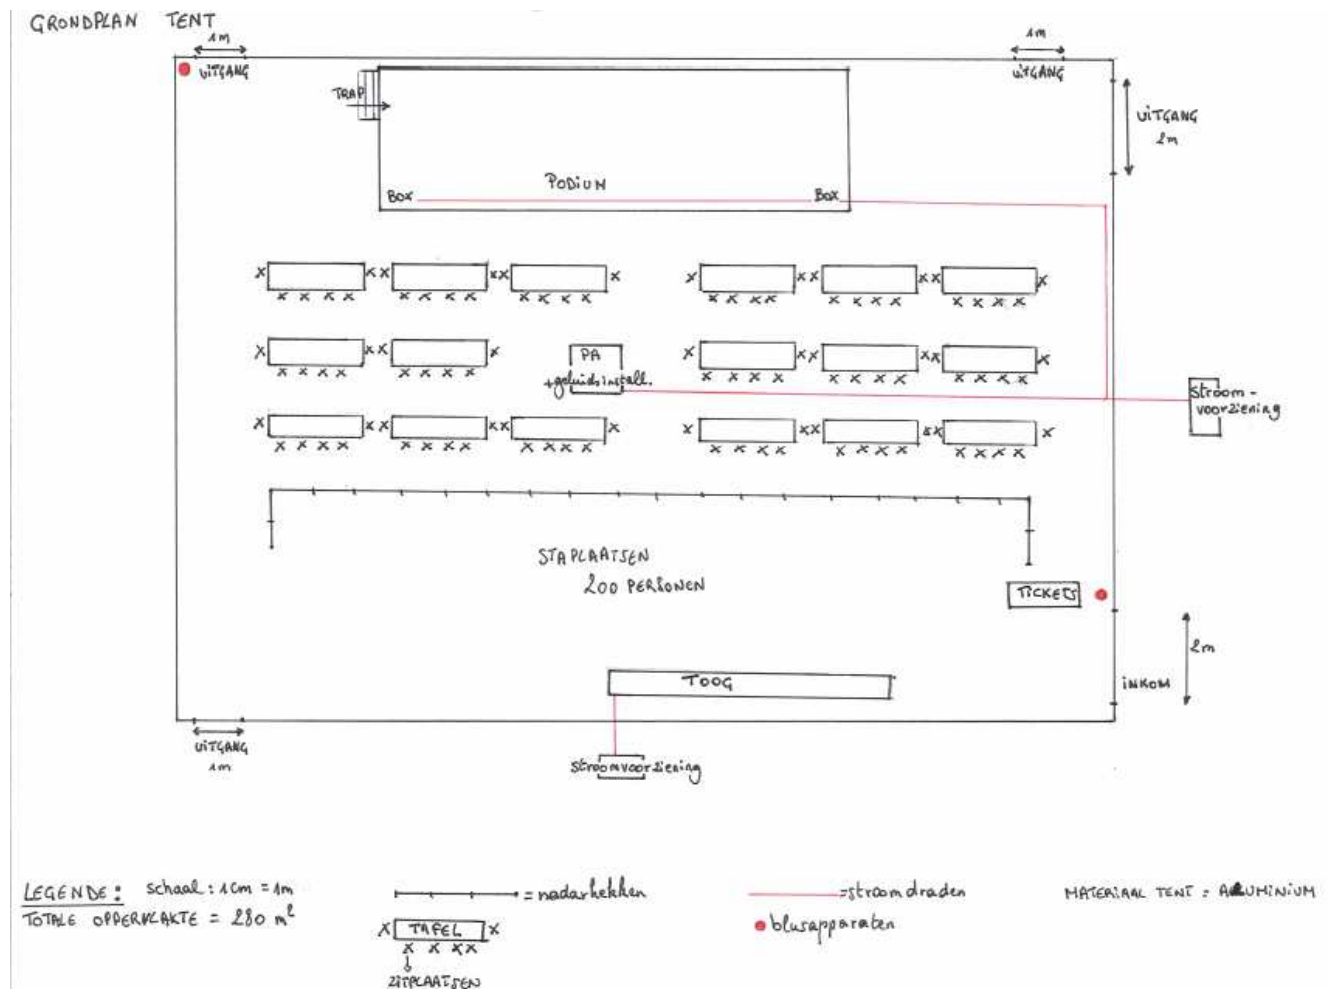 GRONDPLAN TENT
1m
UITGANG
1m
UITGANG
TRAP
UITGANG
2m
PODIUM
BOX
BOX
PA
+geluidsinstall.
stroom-
voorziening
STAPLAATSEN
200 PERSONEN
TICKETS
2m
INKOM
TOOG
UITGANG
1m
stroomvoorziening
LEGENDE: schaal: 1cm = 1m
TOTALE OPPERVLAKTE = 280 m²
= nadarhekken
TAFEL
ZITPLAATSEN
= stroomdraden
blusapparaten
MATERIAAL TENT = ALUMINIUM